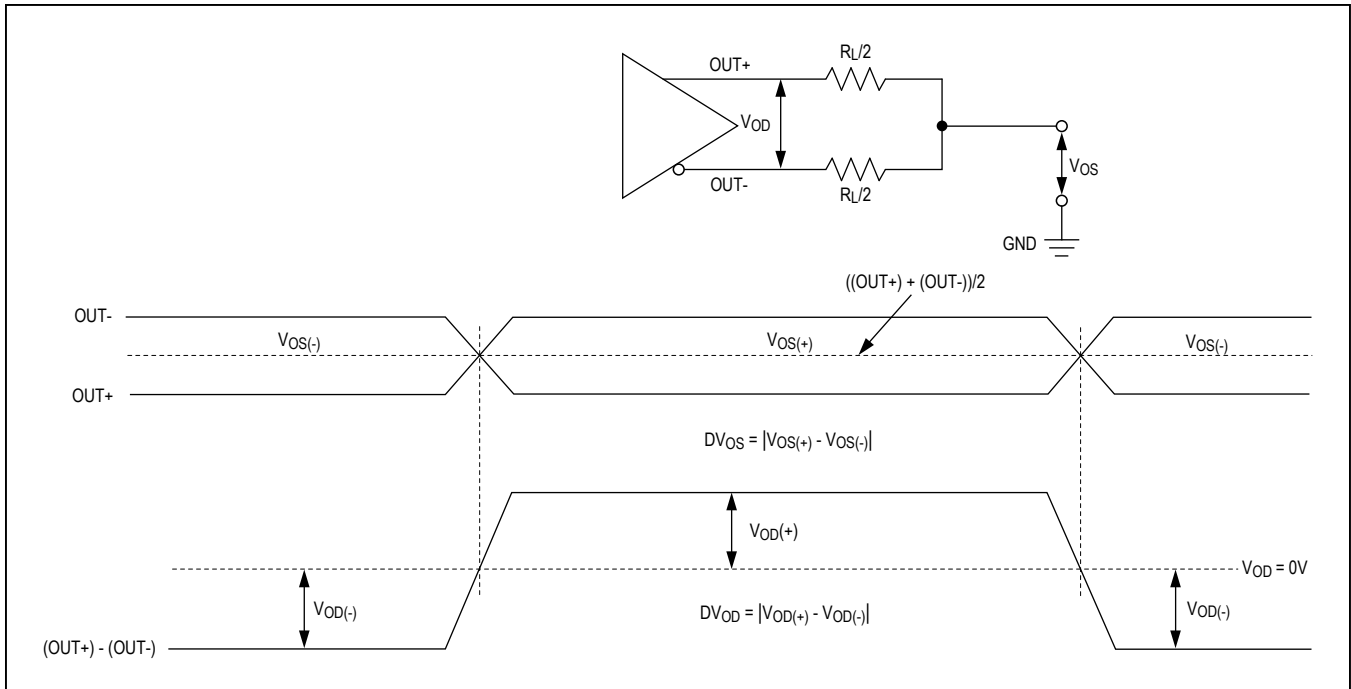 RL/2
OUT+
VOD
VOS
OUT-
RL/2
GND
((OUT+) + (OUT-))/2
OUT-
VOS(-)
VOS(+)
VOS(-)
OUT+
DVOS = |VOS(+) - VOS(-)|
VOD(+)
VOD = 0V
VOD(-)
DVOD = |VOD(+) - VOD(-)|
VOD(-)
(OUT+) - (OUT-)